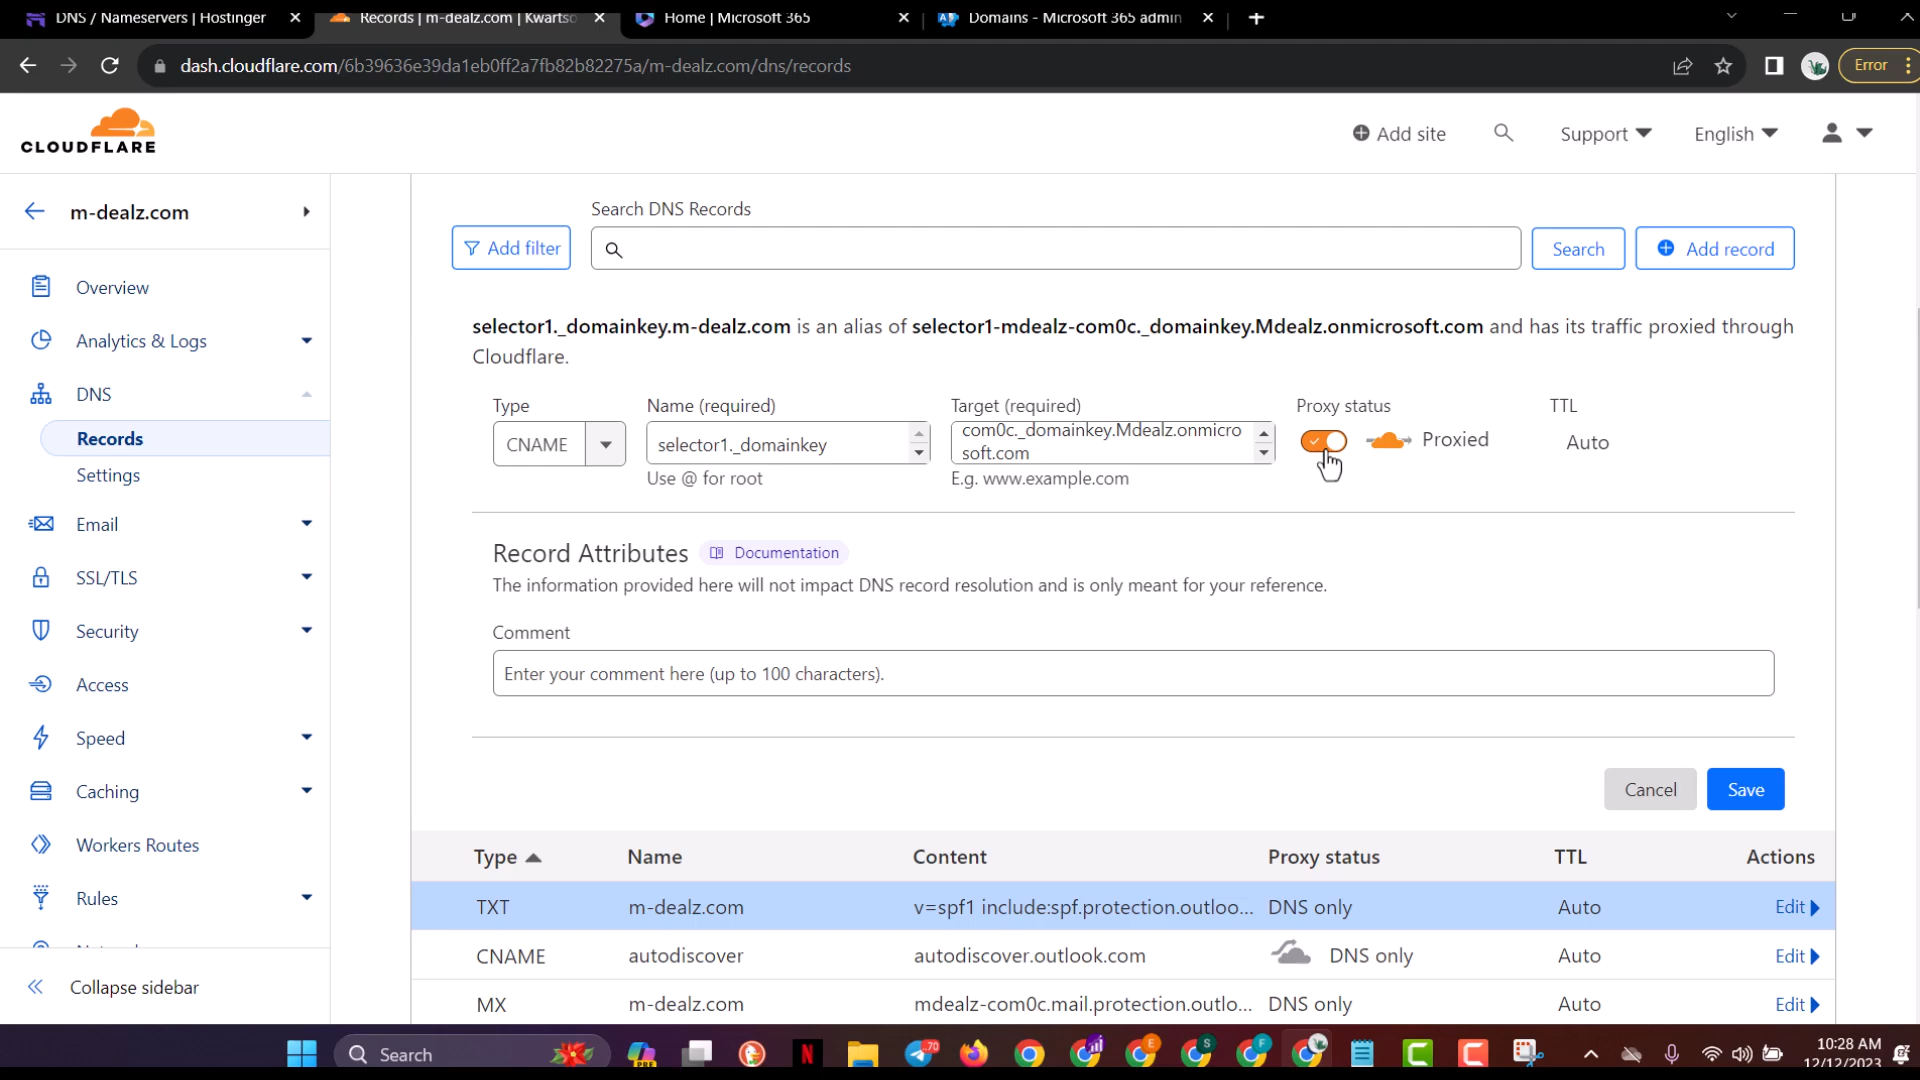 DNS / Nameservers | Hostinger
Records | m-dealz.com | Kwartso
Home | Microsoft 365
Domains - Microsoft 365 admin
dash.cloudflare.com/6b39636e39da1eb0ff2a7fb82b82275a/m-dealz.com/dns/records
Error
CLOUDFLARE
Add site
Support
English
m-dealz.com
Overview
Analytics & Logs
DNS
Records
Settings
Email
SSL/TLS
Security
Access
Speed
Caching
Workers Routes
Rules
Collapse sidebar
Search DNS Records
Add filter
Search
Add record
selector1._domainkey.m-dealz.com is an alias of selector1-mdealz-com0c._domainkey.Mdealz.onmicrosoft.com and has its traffic proxied through
Cloudflare.
Type
Name (required)
Target (required)
Proxy status
TTL
CNAME
selector1._domainkey
com0c._domainkey.Mdealz.onmicro
soft.com
Proxied
Auto
Use @ for root
E.g. www.example.com
Record Attributes
Documentation
The information provided here will not impact DNS record resolution and is only meant for your reference.
Comment
Enter your comment here (up to 100 characters).
Cancel
Save
Type Name Content Proxy status TTL Actions
TXT m-dealz.com v=spf1 include:spf.protection.outloo... DNS only Auto Edit
CNAME autodiscover autodiscover.outlook.com DNS only Auto Edit
MX m-dealz.com mdealz-com0c.mail.protection.outlo... DNS only Auto Edit
Search
PRE
N
70
E
S
F
10:28 AM
12/12/2023